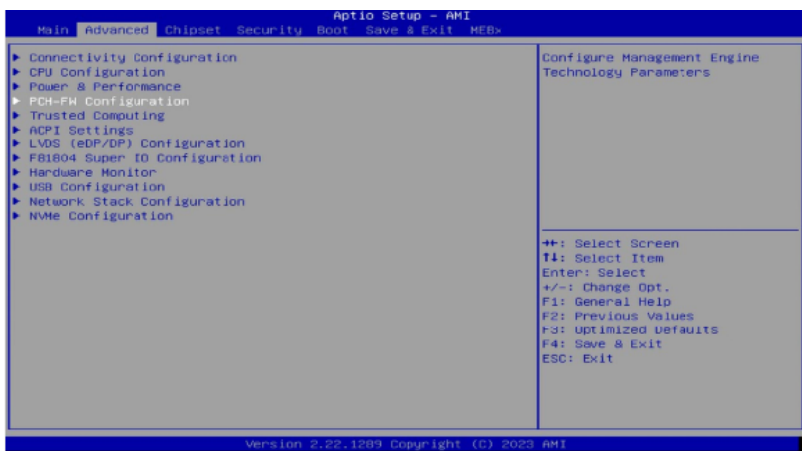 Aptio Setup – AMI
Main Advanced Chipset Security Boot Save & Exit MEBx
Connectivity Configuration
CPU Configuration
Power & Performance
PCH-FW Configuration
Trusted Computing
ACPI Settings
LVDS (eDP/DP) Configuration
F81804 Super IO Configuration
Hardware Monitor
USB Configuration
Network Stack Configuration
NVMe Configuration
Configure Management Engine
Technology Parameters
→←: Select Screen
↑↓: Select Item
Enter: Select
+/-: Change Opt.
F1: General Help
F2: Previous Values
F3: Optimized Defaults
F4: Save & Exit
ESC: Exit
Version 2.22.1289 Copyright (C) 2023 AMI